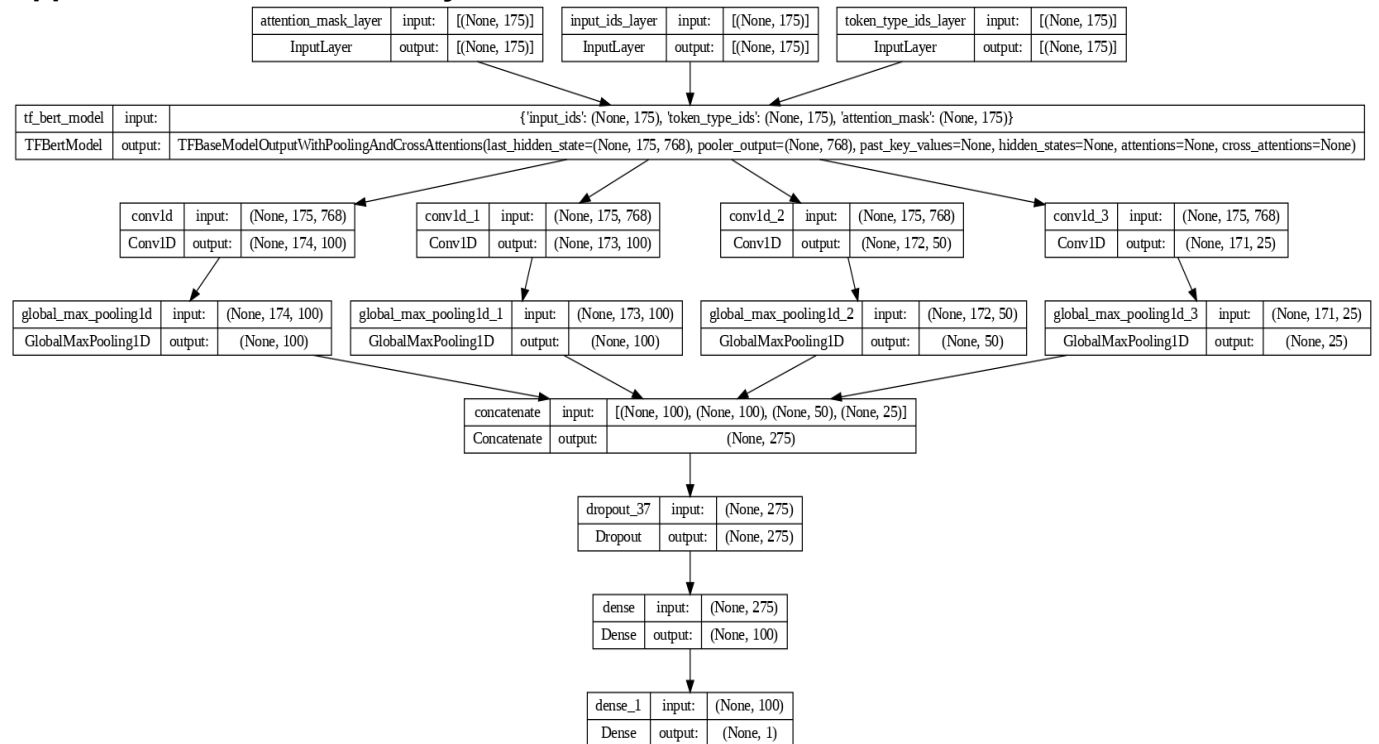 attention_mask_layer input: [(None, 175)]
InputLayer output: [(None, 175)]
input_ids_layer input: [(None, 175)]
InputLayer output: [(None, 175)]
token_type_ids_layer input: [(None, 175)]
InputLayer output: [(None, 175)]
tf_bert_model input: {'input_ids': (None, 175), 'token_type_ids': (None, 175), 'attention_mask': (None, 175)}
TFBertModel output: TFBaseModelOutputWithPoolingAndCrossAttentions(last_hidden_state=(None, 175, 768), pooler_output=(None, 768), past_key_values=None, hidden_states=None, attentions=None, cross_attentions=None)
conv1d input: (None, 175, 768)
Conv1D output: (None, 174, 100)
conv1d_1 input: (None, 175, 768)
Conv1D output: (None, 173, 100)
conv1d_2 input: (None, 175, 768)
Conv1D output: (None, 172, 50)
conv1d_3 input: (None, 175, 768)
Conv1D output: (None, 171, 25)
global_max_pooling1d input: (None, 174, 100)
GlobalMaxPooling1D output: (None, 100)
global_max_pooling1d_1 input: (None, 173, 100)
GlobalMaxPooling1D output: (None, 100)
global_max_pooling1d_2 input: (None, 172, 50)
GlobalMaxPooling1D output: (None, 50)
global_max_pooling1d_3 input: (None, 171, 25)
GlobalMaxPooling1D output: (None, 25)
concatenate input: [(None, 100), (None, 100), (None, 50), (None, 25)]
Concatenate output: (None, 275)
dropout_37 input: (None, 275)
Dropout output: (None, 275)
dense input: (None, 275)
Dense output: (None, 100)
dense_1 input: (None, 100)
Dense output: (None, 1)